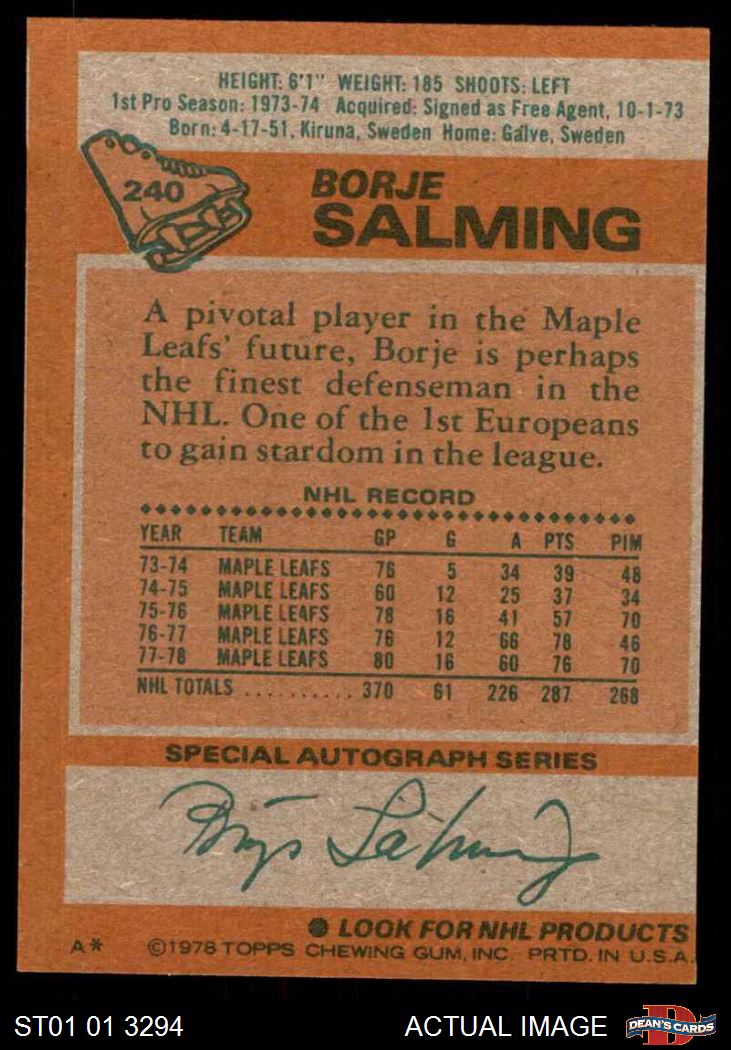 HEIGHT: 6'1" WEIGHT: 185 SHOOTS: LEFT
1st Pro Season: 1973-74 Acquired: Signed as Free Agent, 10-1-73
Born: 4-17-51, Kiruna, Sweden Home: Galve, Sweden
240
BORJE
SALMING
A pivotal player in the Maple
Leafs' future, Borje is perhaps
the finest defenseman in the
NHL. One of the 1st Europeans
to gain stardom in the league.
NHL RECORD
YEAR TEAM GP G A PTS PIM
73-74 MAPLE LEAFS 76 5 34 39 48
74-75 MAPLE LEAFS 60 12 25 37 34
75-76 MAPLE LEAFS 78 16 41 57 70
76-77 MAPLE LEAFS 76 12 66 78 46
77-78 MAPLE LEAFS 80 16 60 76 70
NHL TOTALS .......... 370 61 226 287 268
SPECIAL AUTOGRAPH SERIES
Börje Salming
● LOOK FOR NHL PRODUCTS
A* ©1978 TOPPS CHEWING GUM, INC. PRTD. IN U.S.A.
ST01 01 3294 ACTUAL IMAGE D DEAN'S CARDS